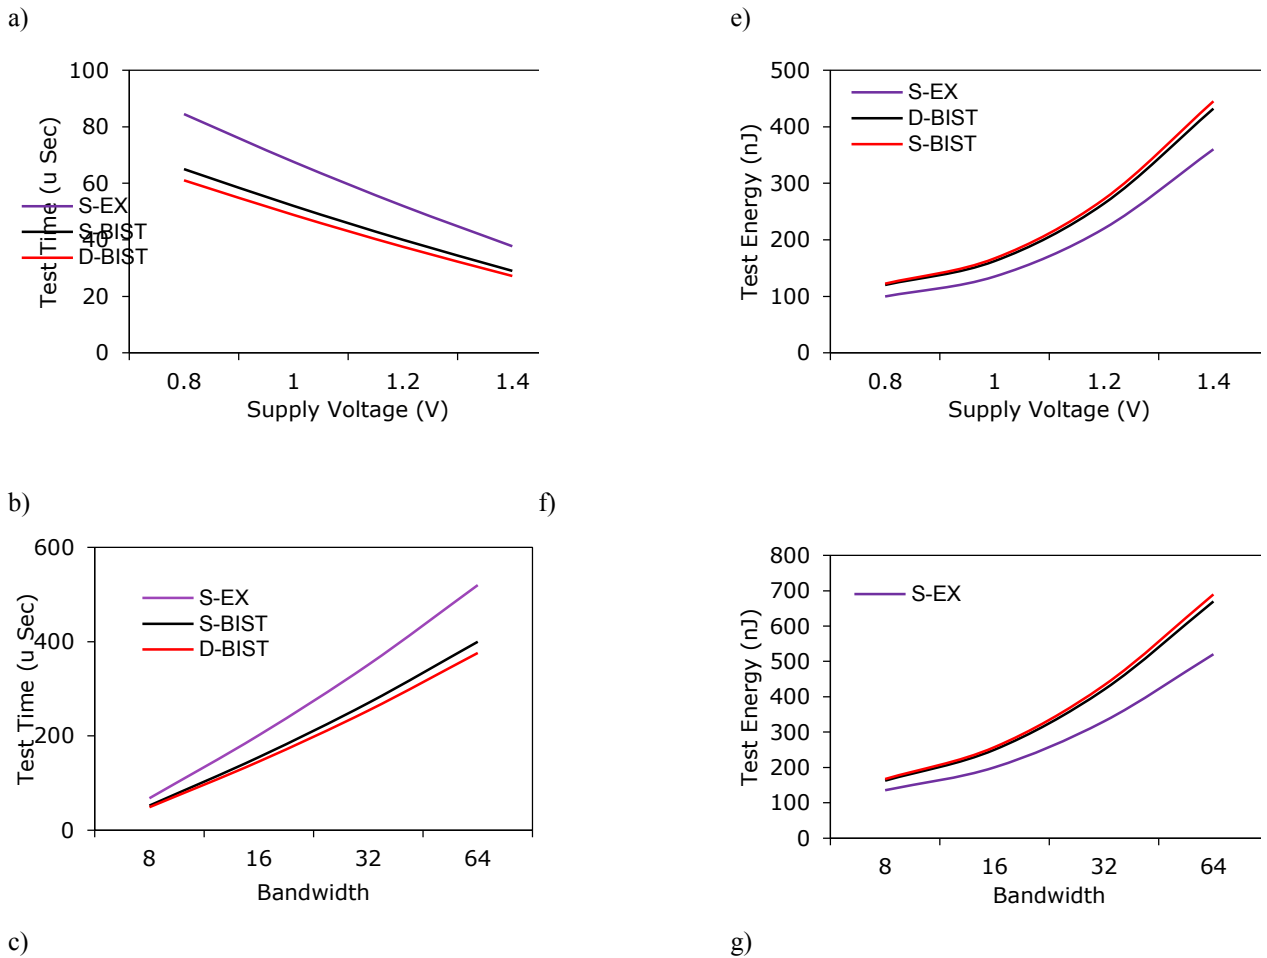 a)
100
80
60
40
20
0
Test Time (u Sec)
S-EX
S-BIST
D-BIST
0.8 1 1.2 1.4
Supply Voltage (V)
e)
500
400
300
200
100
0
Test Energy (nJ)
S-EX
D-BIST
S-BIST
0.8 1 1.2 1.4
Supply Voltage (V)
b)
600
400
200
0
Test Time (u Sec)
S-EX
S-BIST
D-BIST
8 16 32 64
Bandwidth
f)
800
700
600
500
400
300
200
100
0
Test Energy (nJ)
S-EX
8 16 32 64
Bandwidth
c)
g)